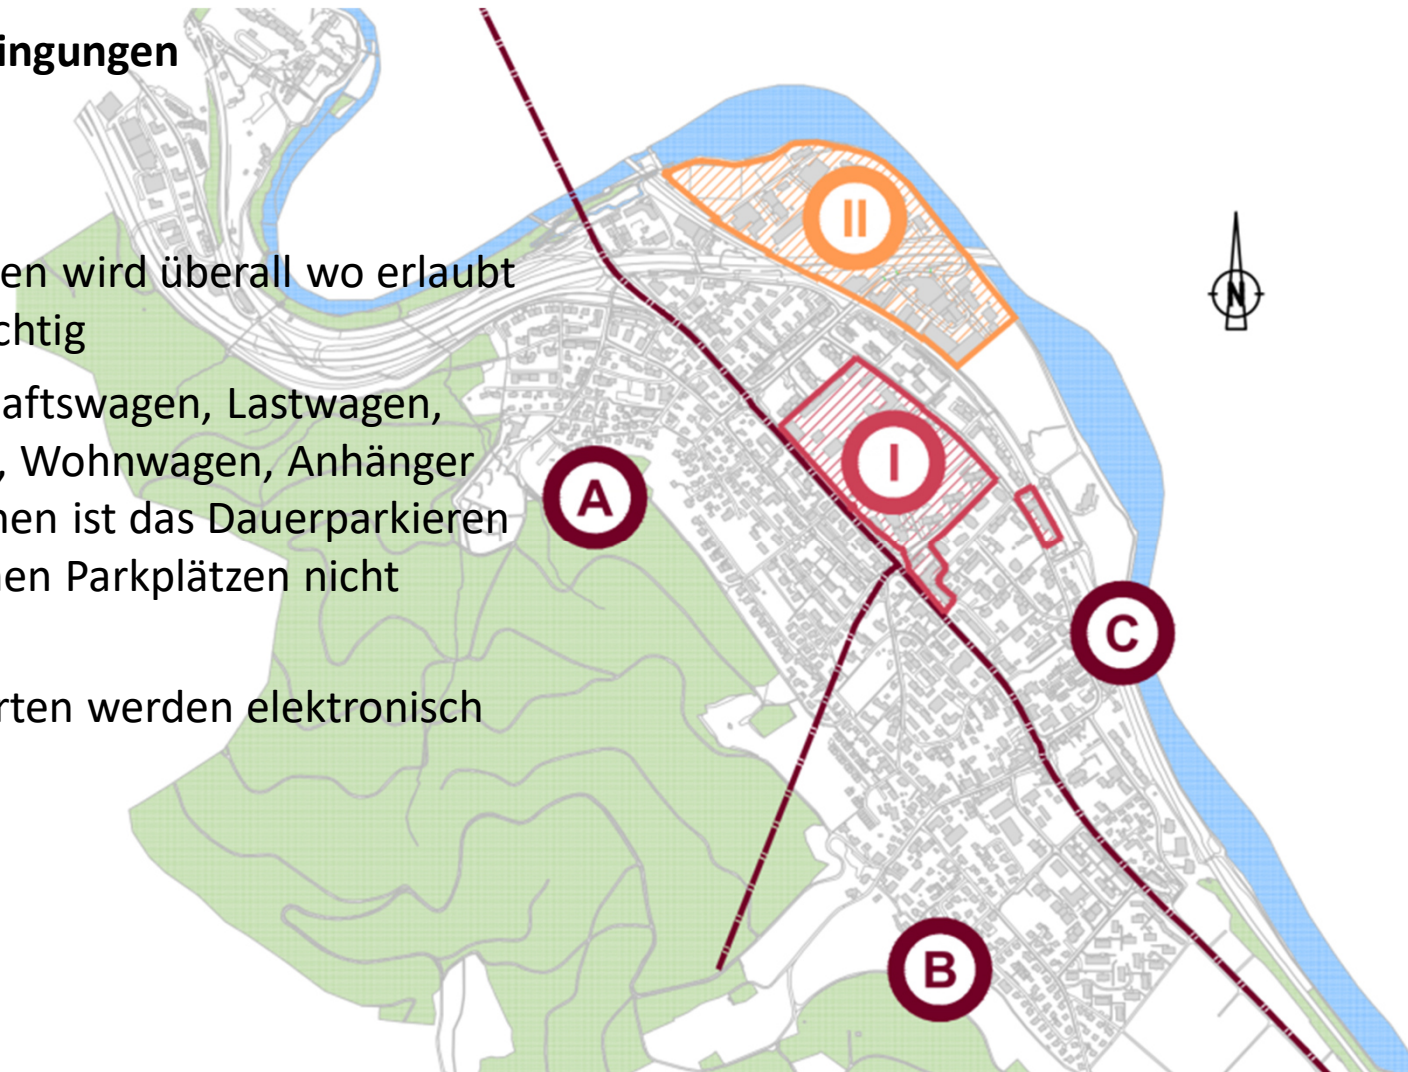 ingungen
en wird überall wo erlaubt
chtig
aftswagen, Lastwagen,
, Wohnwagen, Anhänger
nen ist das Dauerparkieren
nen Parkplätzen nicht
rten werden elektronisch
II
N
I
A
C
B